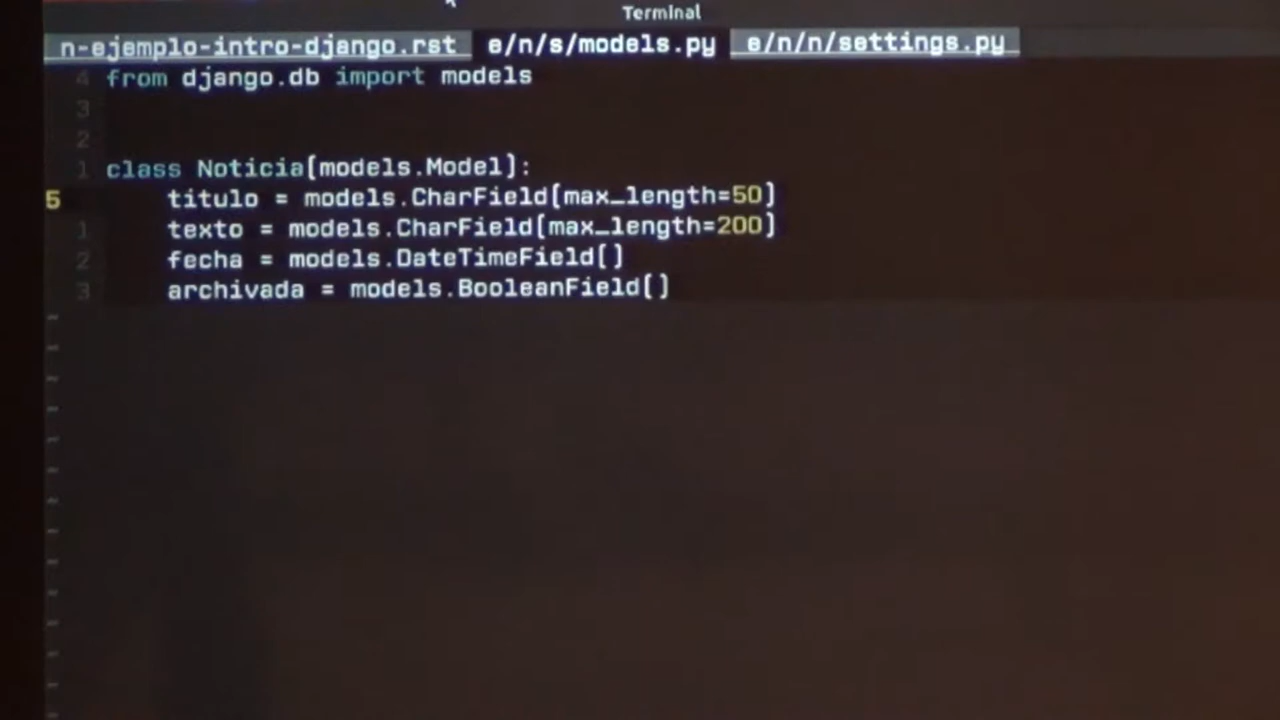 Terminal
n-ejemplo-intro-django.rst e/n/s/models.py e/n/n/settings.py
4 from django.db import models
3
2
1 class Noticia(models.Model):
5 titulo = models.CharField(max_length=50)
1 texto = models.CharField(max_length=200)
2 fecha = models.DateTimeField()
3 archivada = models.BooleanField()